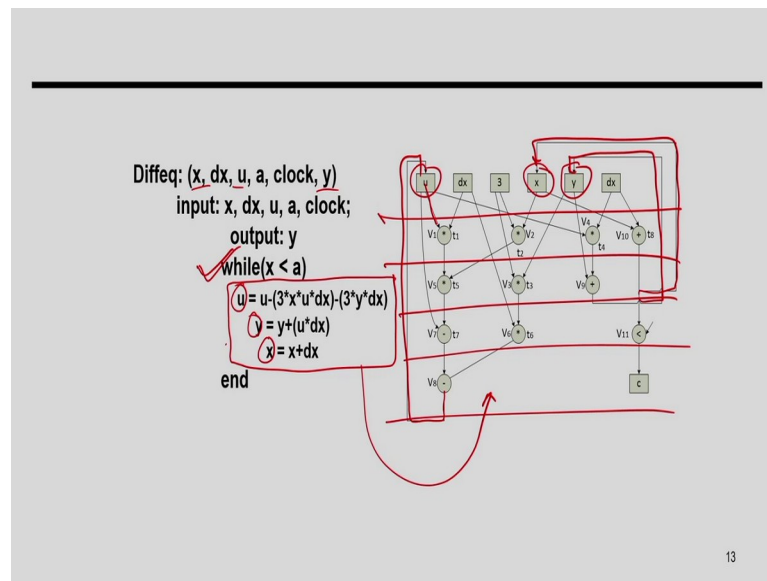 Diffeq: (x, dx, u, a, clock, y)
input: x, dx, u, a, clock;
output: y
while(x < a)
u = u-(3*x*u*dx)-(3*y*dx)
y = y+(u*dx)
x = x+dx
end
u dx 3 x y dx
V1 * t1 * V2 t2 V4 * t4 V10 + t8
V5 * t5 V3 * t3 V9 +
V7 - t7 V6 * t6 V11 <
V8 - c
13